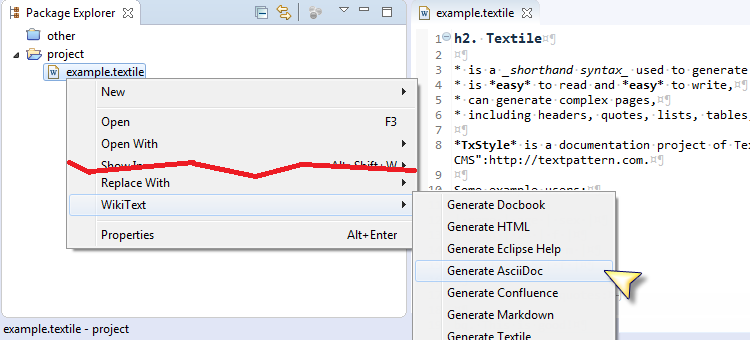 Package Explorer
other
project
example.textile
New
Open F3
Open With
Show In Alt+Shift+W
Replace With
WikiText
Properties Alt+Enter
example.textile - project
example.textile
1 h2. Textile¶
2 ¶
3 * is a _shorthand syntax_ used to generate
4 * is *easy* to read and *easy* to write,
5 * can generate complex pages,¶
6 * including headers, quotes, lists, tables,
7 ¶
8 *TxStyle* is a documentation project of Tex
CMS":http://textpattern.com.
9 ¶
10 Some example users:¶
Generate Docbook
Generate HTML
Generate Eclipse Help
Generate AsciiDoc
Generate Confluence
Generate Markdown
Generate Textile